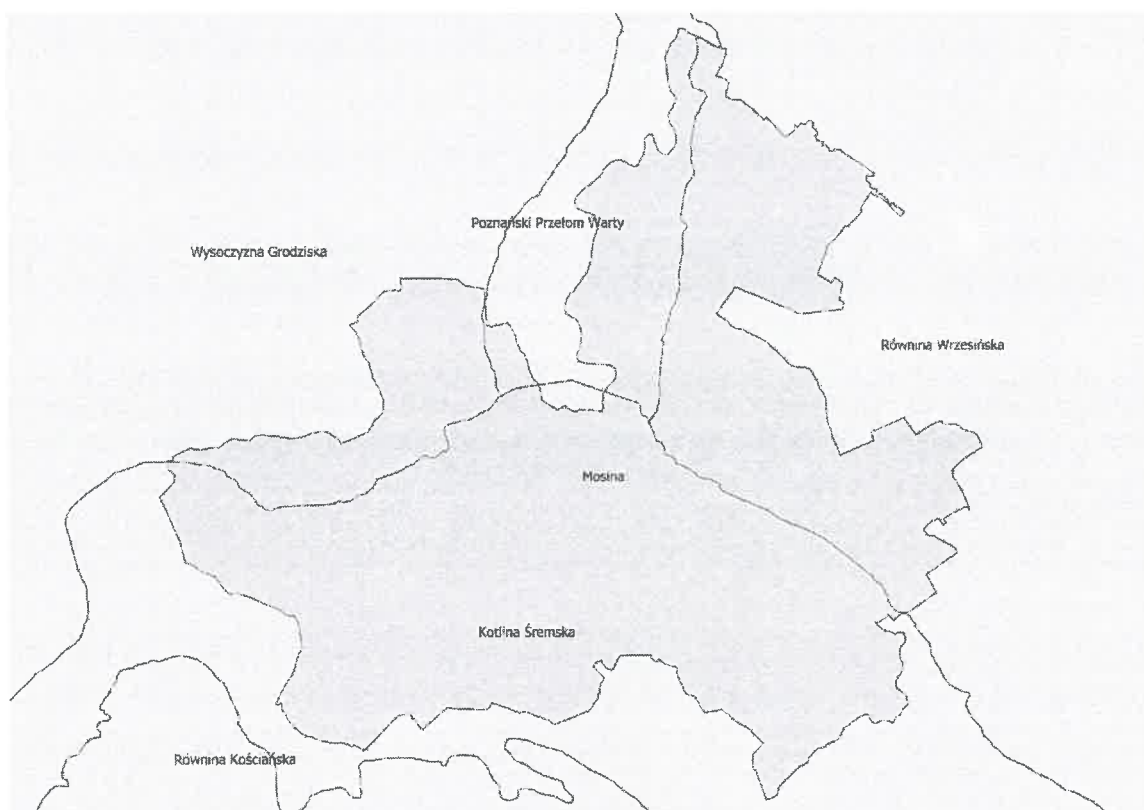 Poznański Przełom Warty
Wysoczyzna Grodziska
Równina Wrzesińska
Mosina
Kotlina Śremska
Równina Kościańska